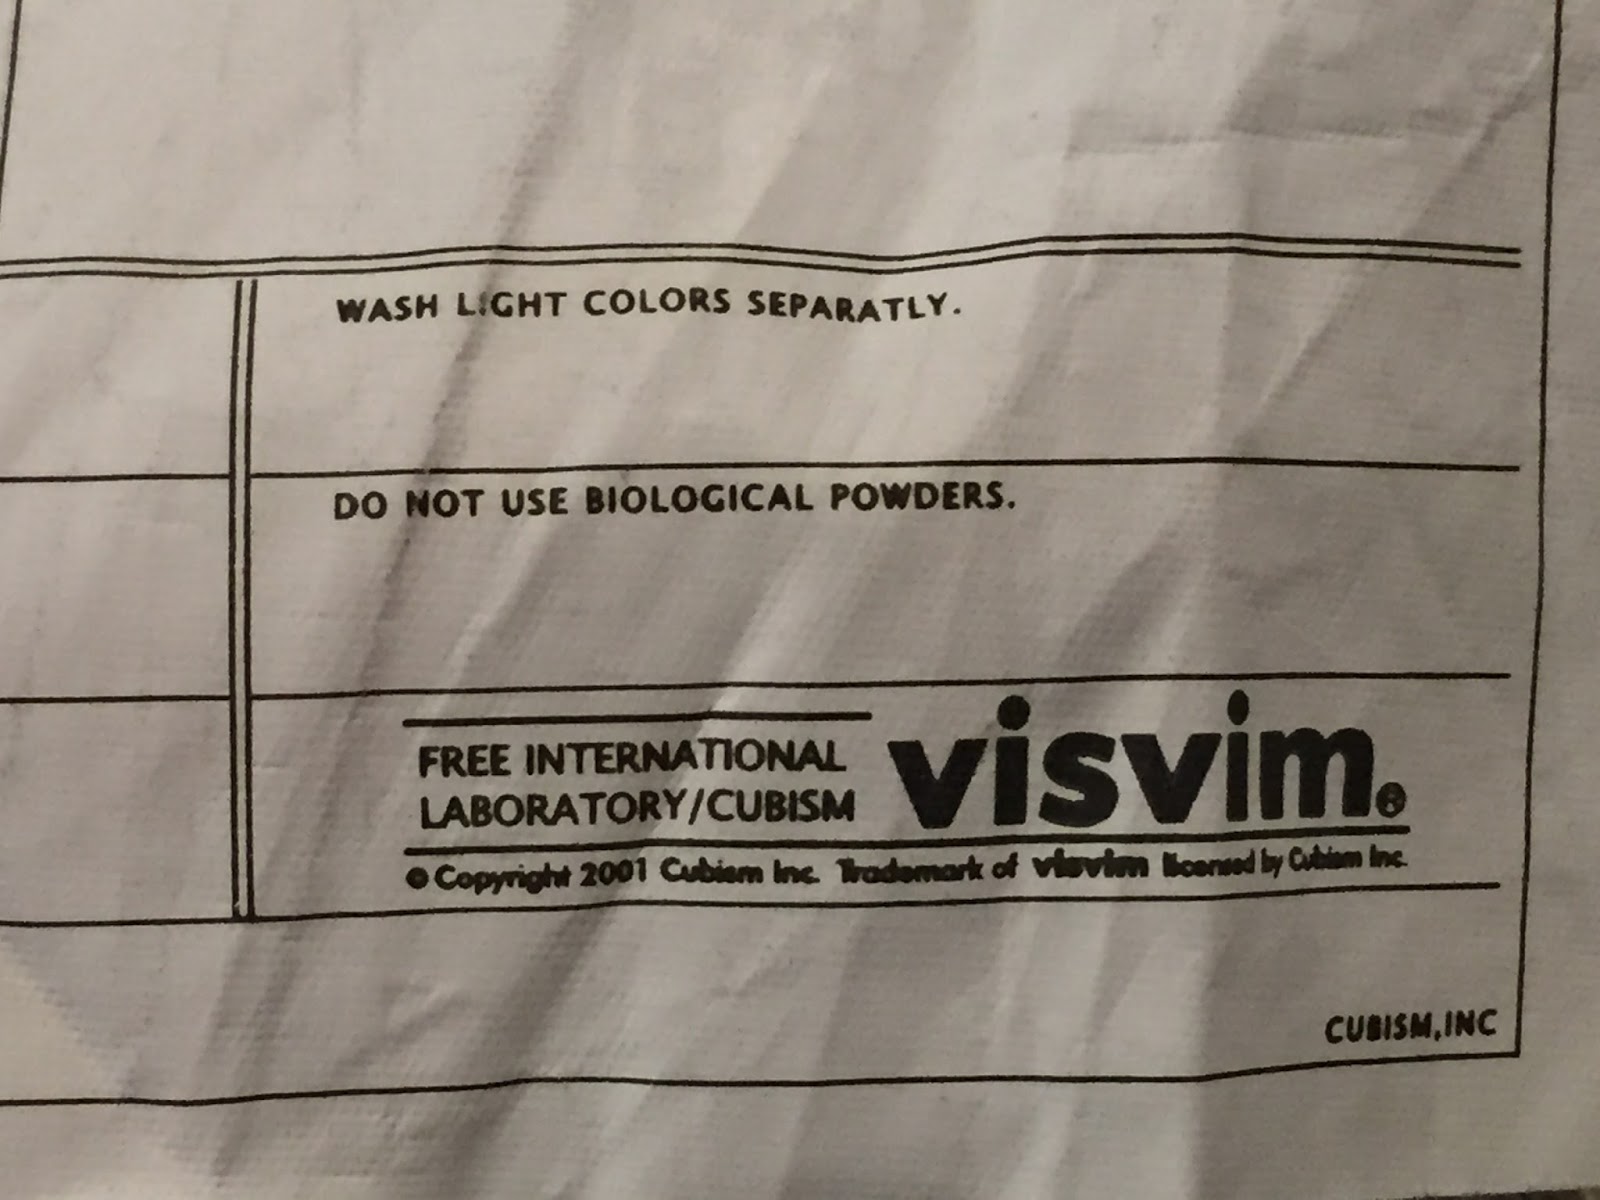 WASH LIGHT COLORS SEPARATLY.
DO NOT USE BIOLOGICAL POWDERS.
FREE INTERNATIONAL
LABORATORY/CUBISM
visvim®
© Copyright 2001 Cubism Inc. Trademark of visvim licensed by Cubism Inc.
CUBISM,INC